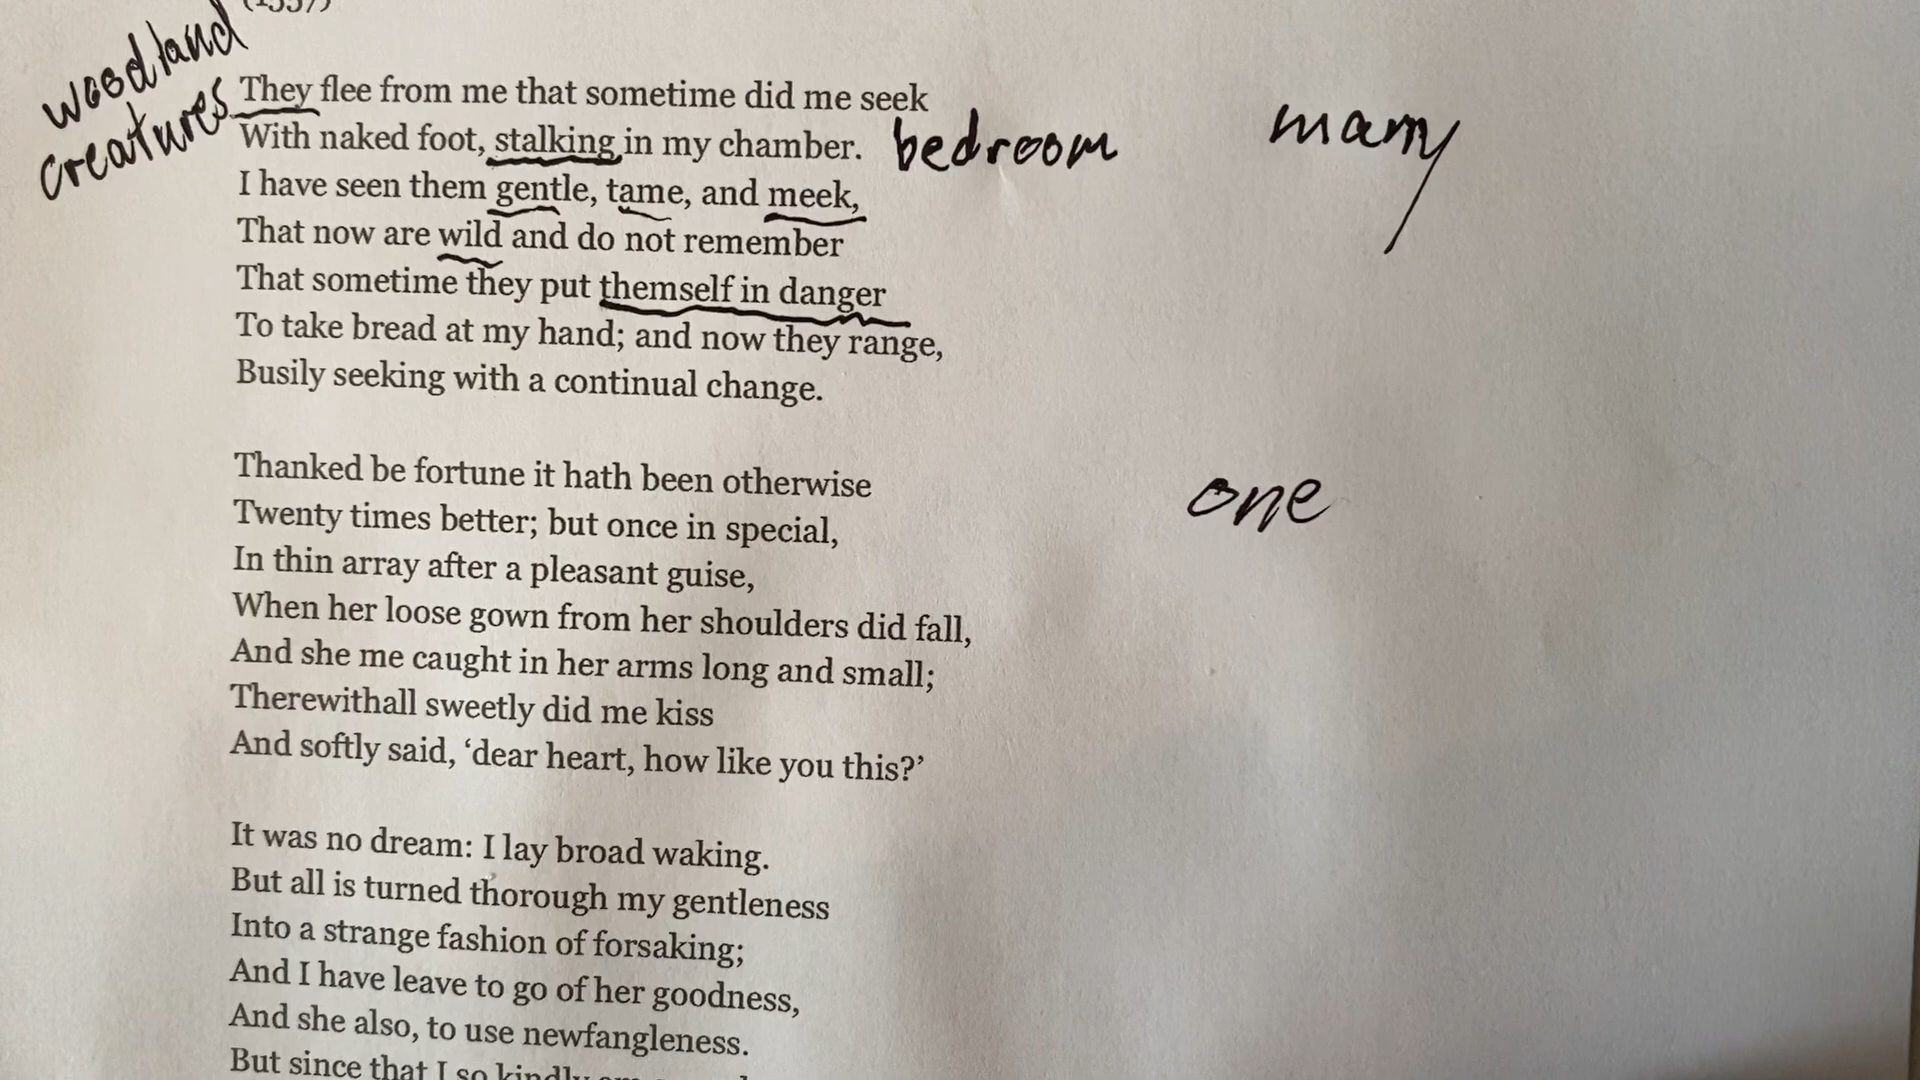 woodland
creatures
They flee from me that sometime did me seek
With naked foot, stalking in my chamber. bedroom many
I have seen them gentle, tame, and meek,
That now are wild and do not remember
That sometime they put themself in danger
To take bread at my hand; and now they range,
Busily seeking with a continual change.
Thanked be fortune it hath been otherwise one
Twenty times better; but once in special,
In thin array after a pleasant guise,
When her loose gown from her shoulders did fall,
And she me caught in her arms long and small;
Therewithall sweetly did me kiss
And softly said, ‘dear heart, how like you this?’
It was no dream: I lay broad waking.
But all is turned thorough my gentleness
Into a strange fashion of forsaking;
And I have leave to go of her goodness,
And she also, to use newfangleness.
But since that I so kindly